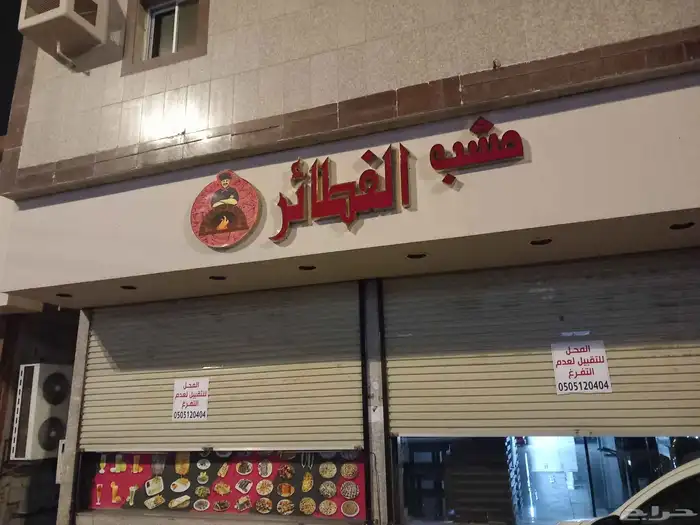 مشب الفطائر
المحل
للتقبيل لعدم
التفرغ
0505120404
المحل
للتقبيل لعدم
التفرغ
0505120404
حراج